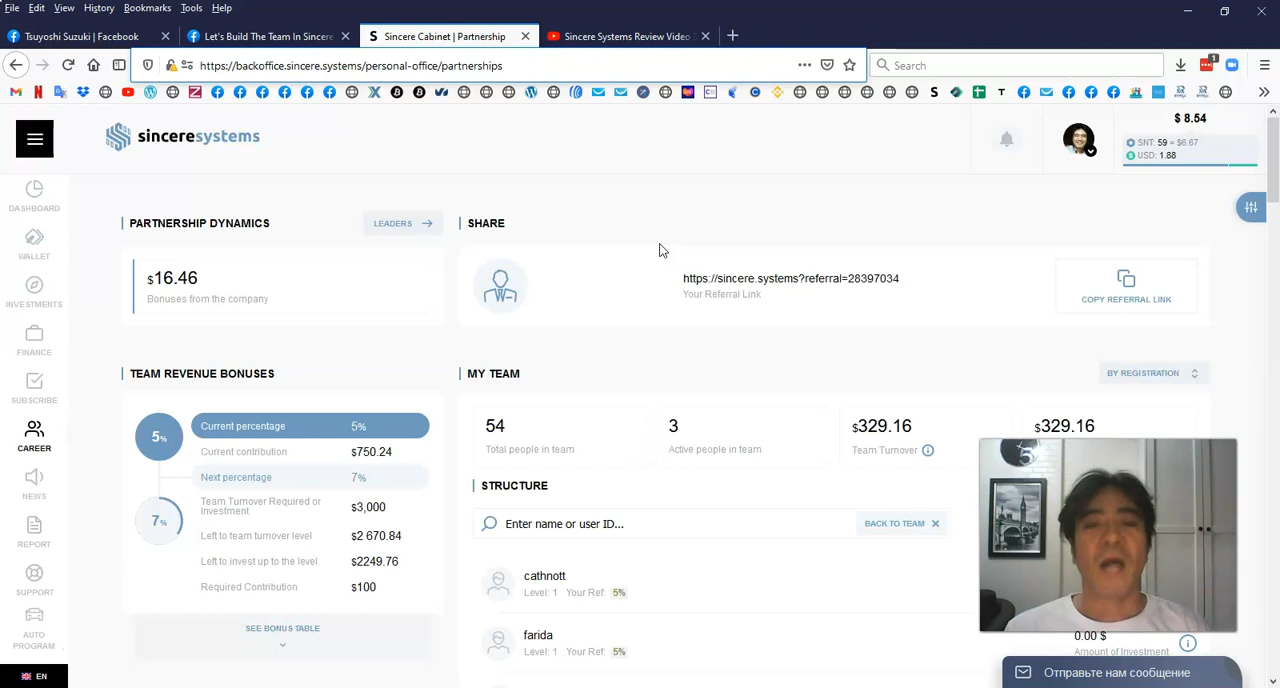 File Edit View History Bookmarks Tools Help
Tsuyoshi Suzuki | Facebook
Let's Build The Team In Sincere
Sincere Cabinet | Partnership
Sincere Systems Review Video
https://backoffice.sincere.systems/personal-office/partnerships
Search
sinceresystems
$ 8.54
SNT: 59 = $6.67
USD: 1.88
DASHBOARD
WALLET
INVESTMENTS
FINANCE
SUBSCRIBE
CAREER
NEWS
REPORT
SUPPORT
AUTO
PROGRAM
EN
PARTNERSHIP DYNAMICS
LEADERS
$16.46
Bonuses from the company
SHARE
https://sincere.systems?referral=28397034
Your Referral Link
COPY REFERRAL LINK
TEAM REVENUE BONUSES
5%
Current percentage 5%
Current contribution $750.24
Next percentage 7%
7%
Team Turnover Required or
Investment
$3,000
Left to team turnover level $2 670.84
Left to invest up to the level $2249.76
Required Contribution $100
SEE BONUS TABLE
MY TEAM
BY REGISTRATION
54
Total people in team
3
Active people in team
$329.16
Team Turnover
$329.16
STRUCTURE
Enter name or user ID...
BACK TO TEAM
cathnott
Level: 1 Your Ref: 5%
farida
Level: 1 Your Ref: 5%
0.00 $
Amount of Investment
Отправьте нам сообщение